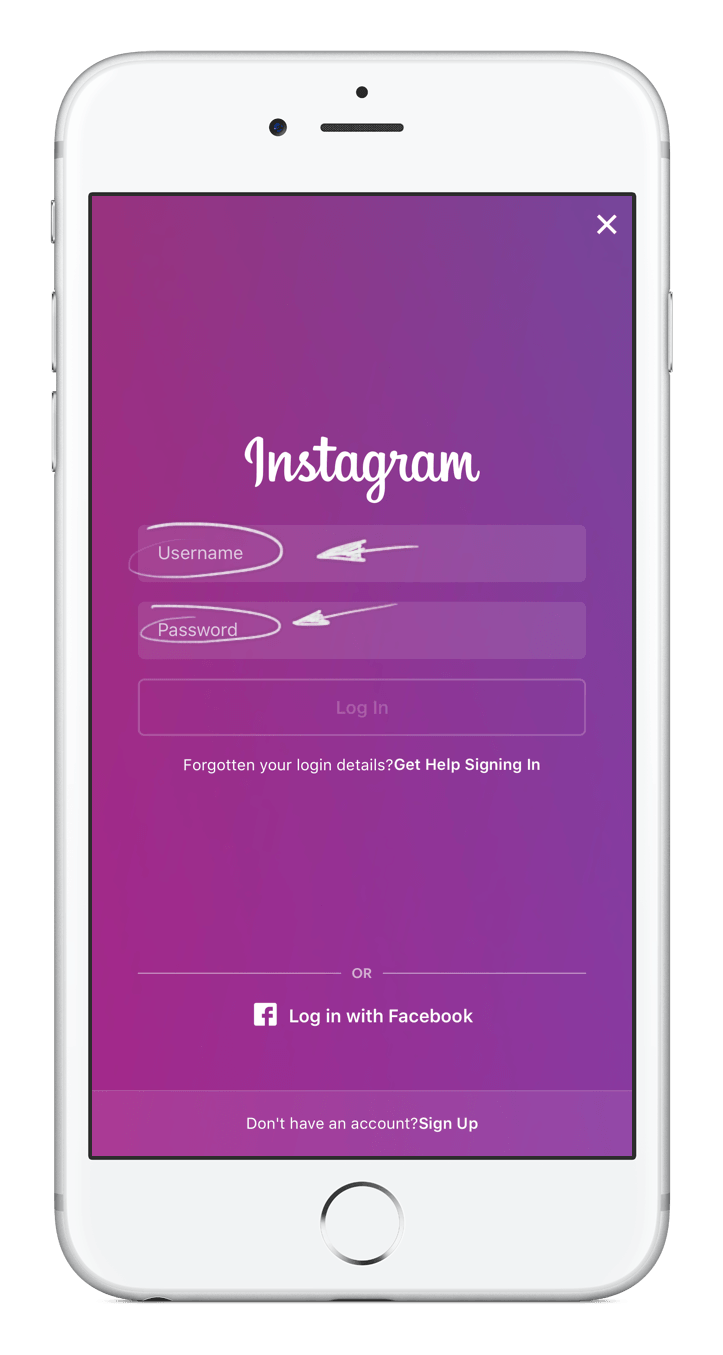 Instagram
Username
Password
Log In
Forgotten your login details?Get Help Signing In
OR
Log in with Facebook
Don't have an account?Sign Up